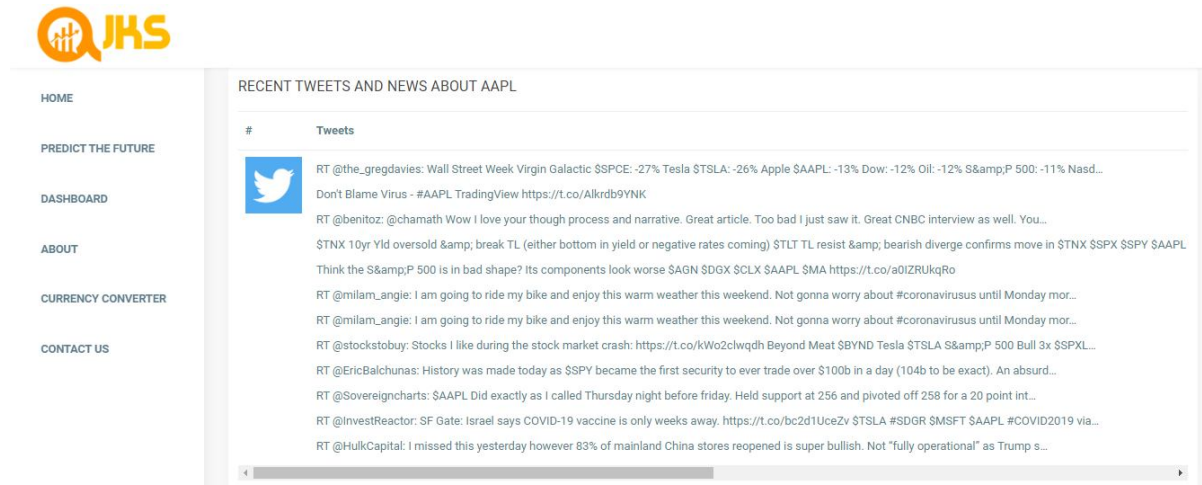 JKS
HOME
PREDICT THE FUTURE
DASHBOARD
ABOUT
CURRENCY CONVERTER
CONTACT US
RECENT TWEETS AND NEWS ABOUT AAPL
# Tweets
RT @the_gregdavies: Wall Street Week Virgin Galactic $SPCE: -27% Tesla $TSLA: -26% Apple $AAPL: -13% Dow: -12% Oil: -12% S&amp;P 500: -11% Nasd…
Don't Blame Virus - #AAPL TradingView https://t.co/Alkrdb9YNK
RT @benitoz: @chamath Wow I love your though process and narrative. Great article. Too bad I just saw it. Great CNBC interview as well. You…
$TNX 10yr Yld oversold &amp; break TL (either bottom in yield or negative rates coming) $TLT TL resist &amp; bearish diverge confirms move in $TNX $SPX $SPY $AAPL
Think the S&amp;P 500 is in bad shape? Its components look worse $AGN $DGX $CLX $AAPL $MA https://t.co/a0IZRUkqRo
RT @milam_angie: I am going to ride my bike and enjoy this warm weather this weekend. Not gonna worry about #coronavirusus until Monday mor…
RT @milam_angie: I am going to ride my bike and enjoy this warm weather this weekend. Not gonna worry about #coronavirusus until Monday mor…
RT @stockstobuy: Stocks I like during the stock market crash: https://t.co/kWo2clwqdh Beyond Meat $BYND Tesla $TSLA S&amp;P 500 Bull 3x $SPXL…
RT @EricBalchunas: History was made today as $SPY became the first security to ever trade over $100b in a day (104b to be exact). An absurd…
RT @Sovereigncharts: $AAPL Did exactly as I called Thursday night before friday. Held support at 256 and pivoted off 258 for a 20 point int…
RT @InvestReactor: SF Gate: Israel says COVID-19 vaccine is only weeks away. https://t.co/bc2d1UceZv $TSLA #SDGR $MSFT $AAPL #COVID2019 via…
RT @HulkCapital: I missed this yesterday however 83% of mainland China stores reopened is super bullish. Not “fully operational” as Trump s…